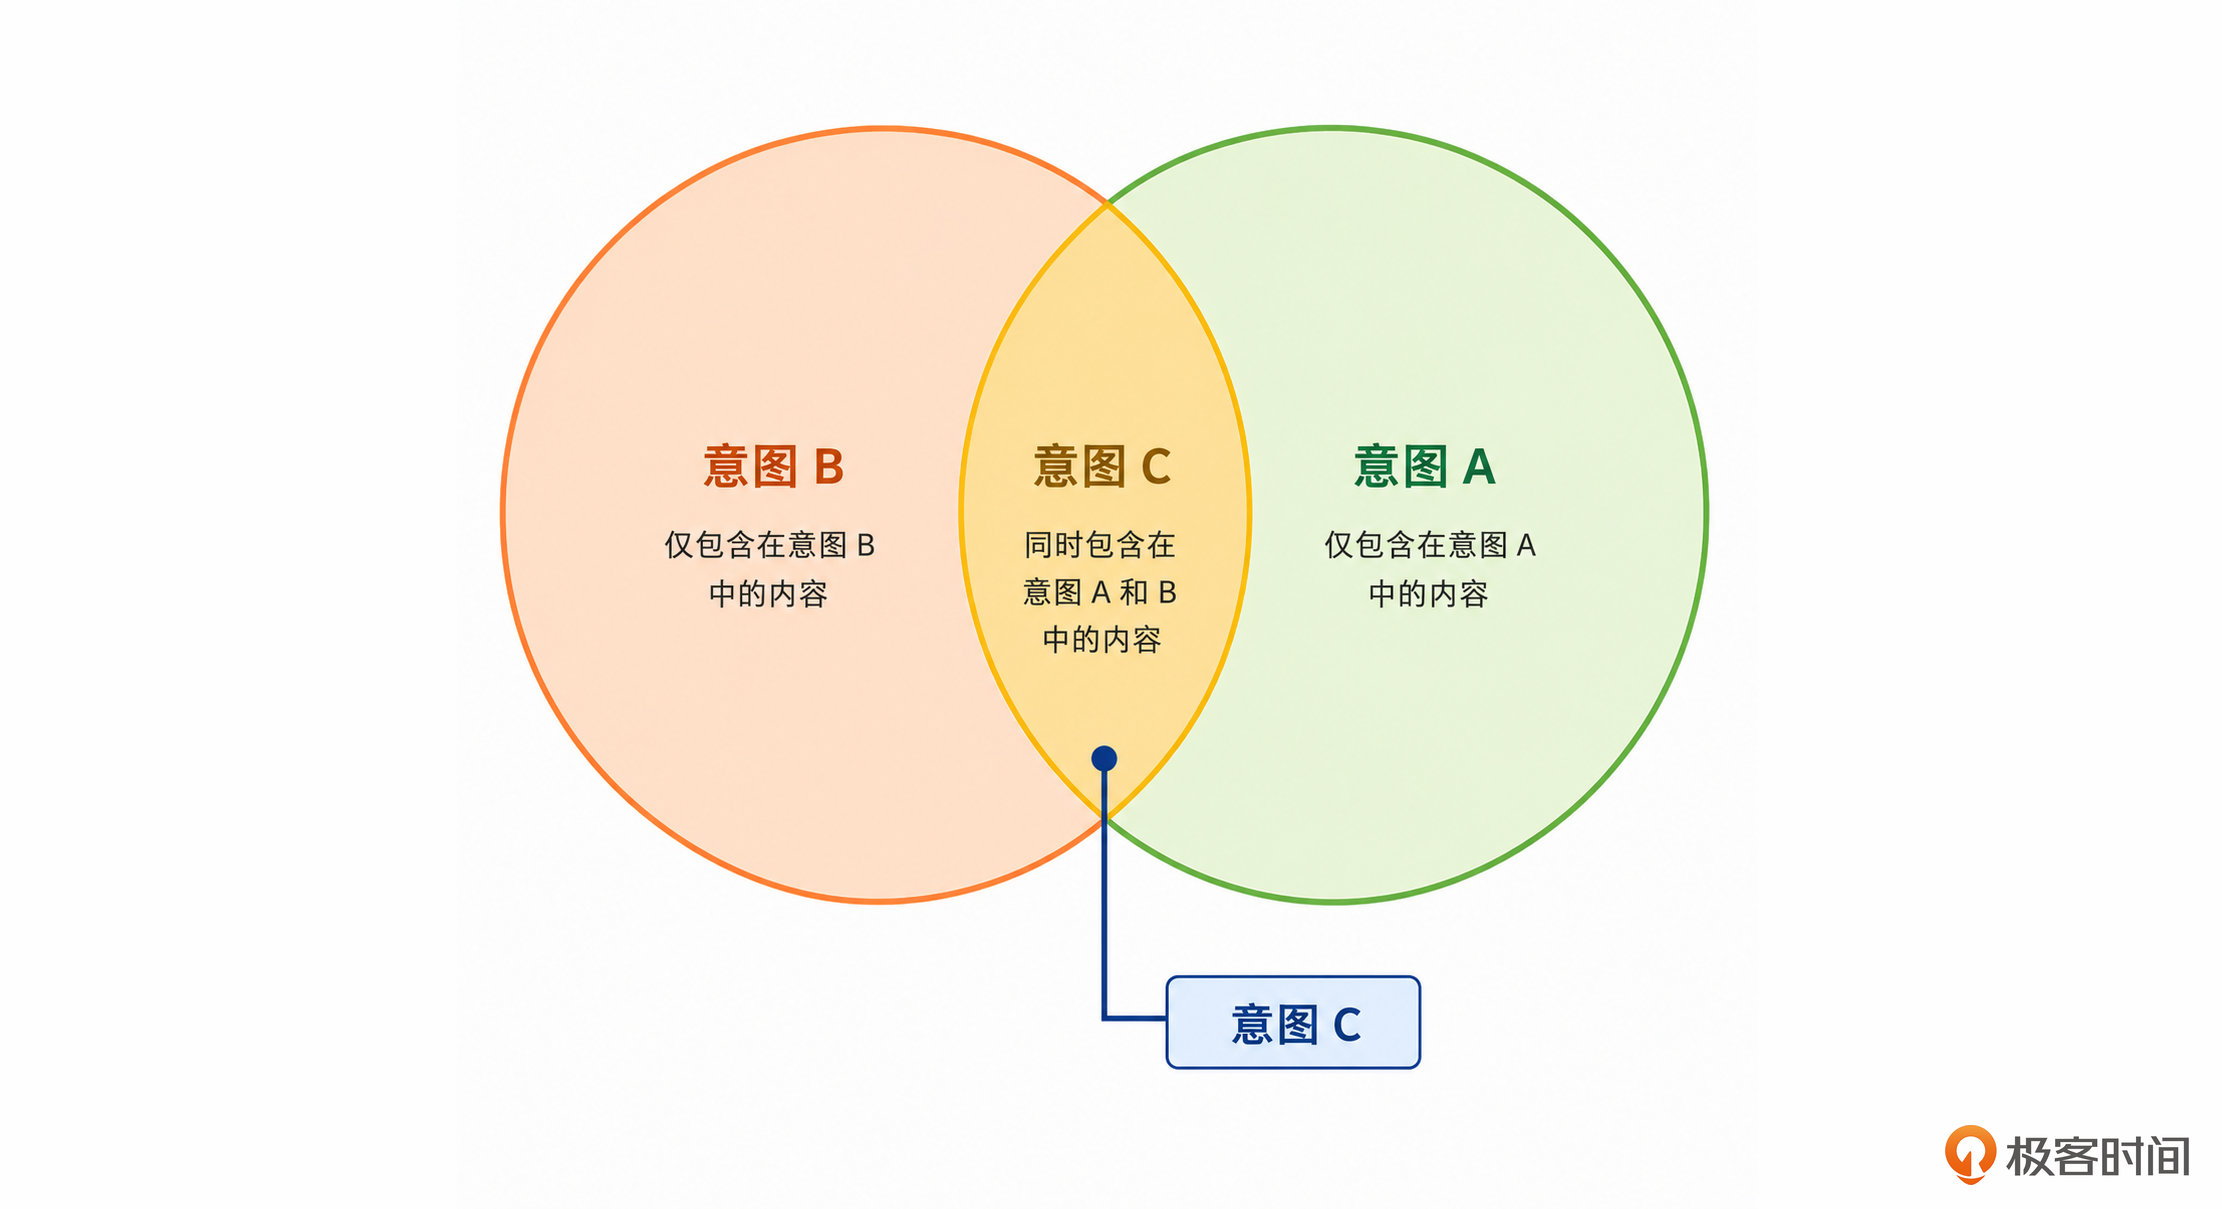 意图 B
仅包含在意图 B
中的内容
意图 C
同时包含在
意图 A 和 B
中的内容
意图 A
仅包含在意图 A
中的内容
意图 C
极客时间